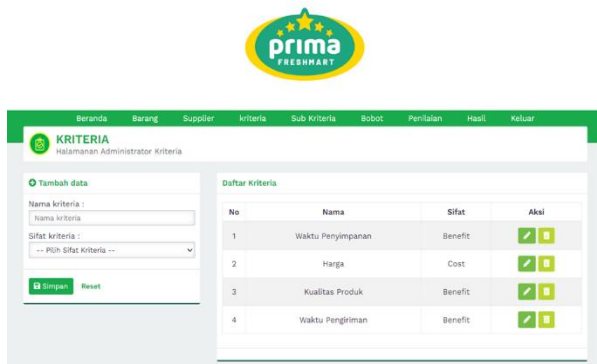 prima
FRESHMART
Beranda Barang Supplier kriteria Sub Kriteria Bobot Penilaian Hasil Keluar
KRITERIA
Halamanan Administrator Kriteria
Tambah data
Nama kriteria :
Nama kriteria
Sifat kriteria :
-- Pilih Sifat Kriteria --
Simpan Reset
Daftar Kriteria
No Nama Sifat Aksi
1 Waktu Penyimpanan Benefit
2 Harga Cost
3 Kualitas Produk Benefit
4 Waktu Pengiriman Benefit